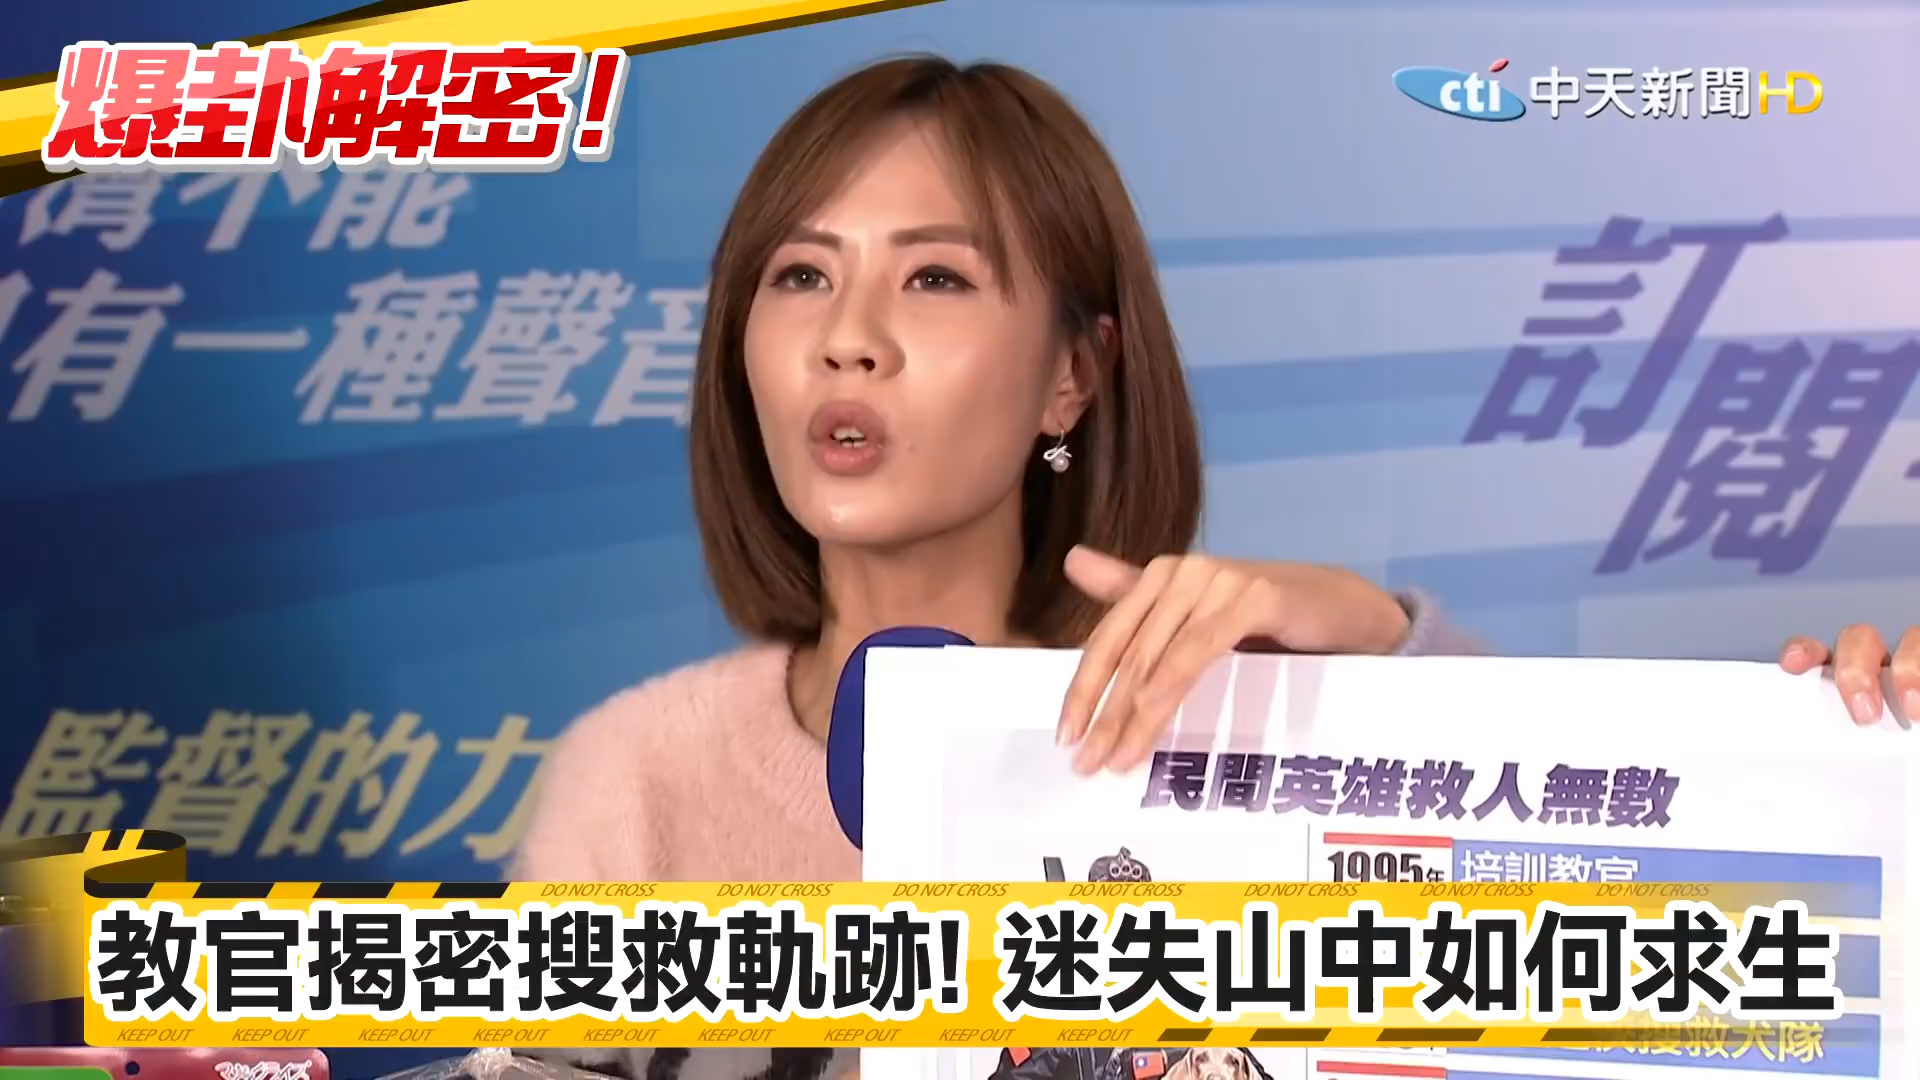 爆卦解密!
cti 中天新聞HD
濟不能
有一種聲音
訂閱
監督的力
民間英雄救人無數
1995年 培訓教官
DO NOT CROSS DO NOT CROSS DO NOT CROSS DO NOT CROSS DO NOT CROSS DO NOT CROSS DO NOT CROSS
教官揭密搜救軌跡! 迷失山中如何求生
KEEP OUT KEEP OUT KEEP OUT KEEP OUT KEEP OUT KEEP OUT KEEP OUT KEEP OUT KEEP OUT
搜救犬隊